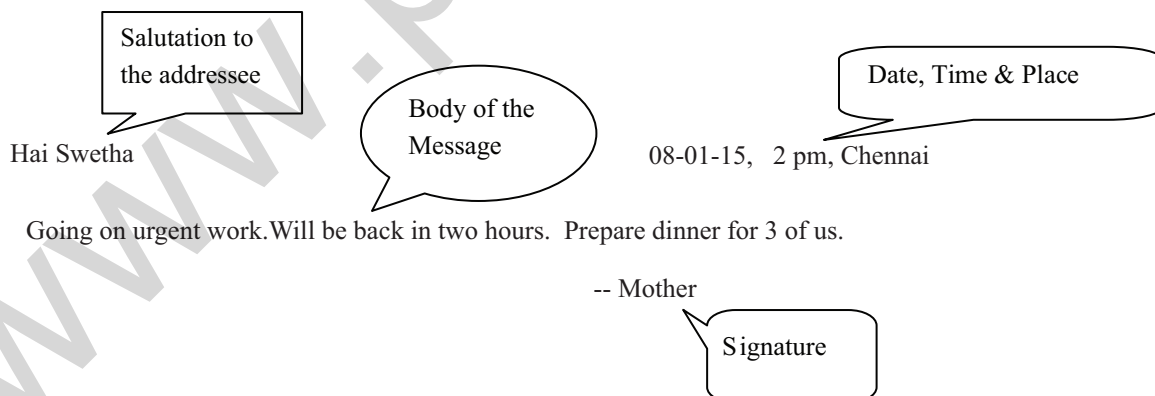 Salutation to
the addressee
Body of the
Message
Date, Time & Place
Hai Swetha
08-01-15, 2 pm, Chennai
Going on urgent work.Will be back in two hours. Prepare dinner for 3 of us.
-- Mother
Signature
www.p